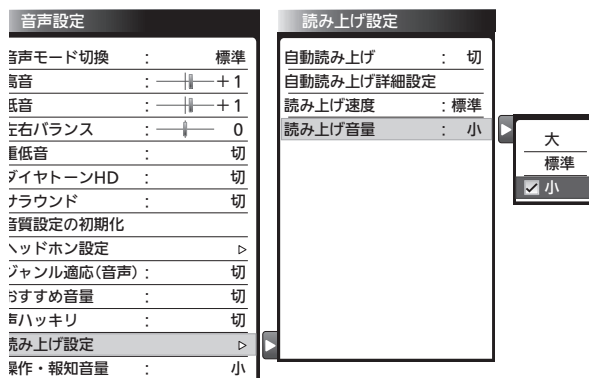 音声設定
音声モード切換 : 標準
高音 : +1
低音 : +1
左右バランス : 0
重低音 : 切
ダイヤトーンHD : 切
サラウンド : 切
音質設定の初期化
ヘッドホン設定 ▷
ジャンル適応(音声) : 切
おすすめ音量 : 切
声ハッキリ : 切
読み上げ設定 ▷
操作・報知音量 : 小
読み上げ設定
自動読み上げ : 切
自動読み上げ詳細設定
読み上げ速度 : 標準
読み上げ音量 : 小
大
標準
小